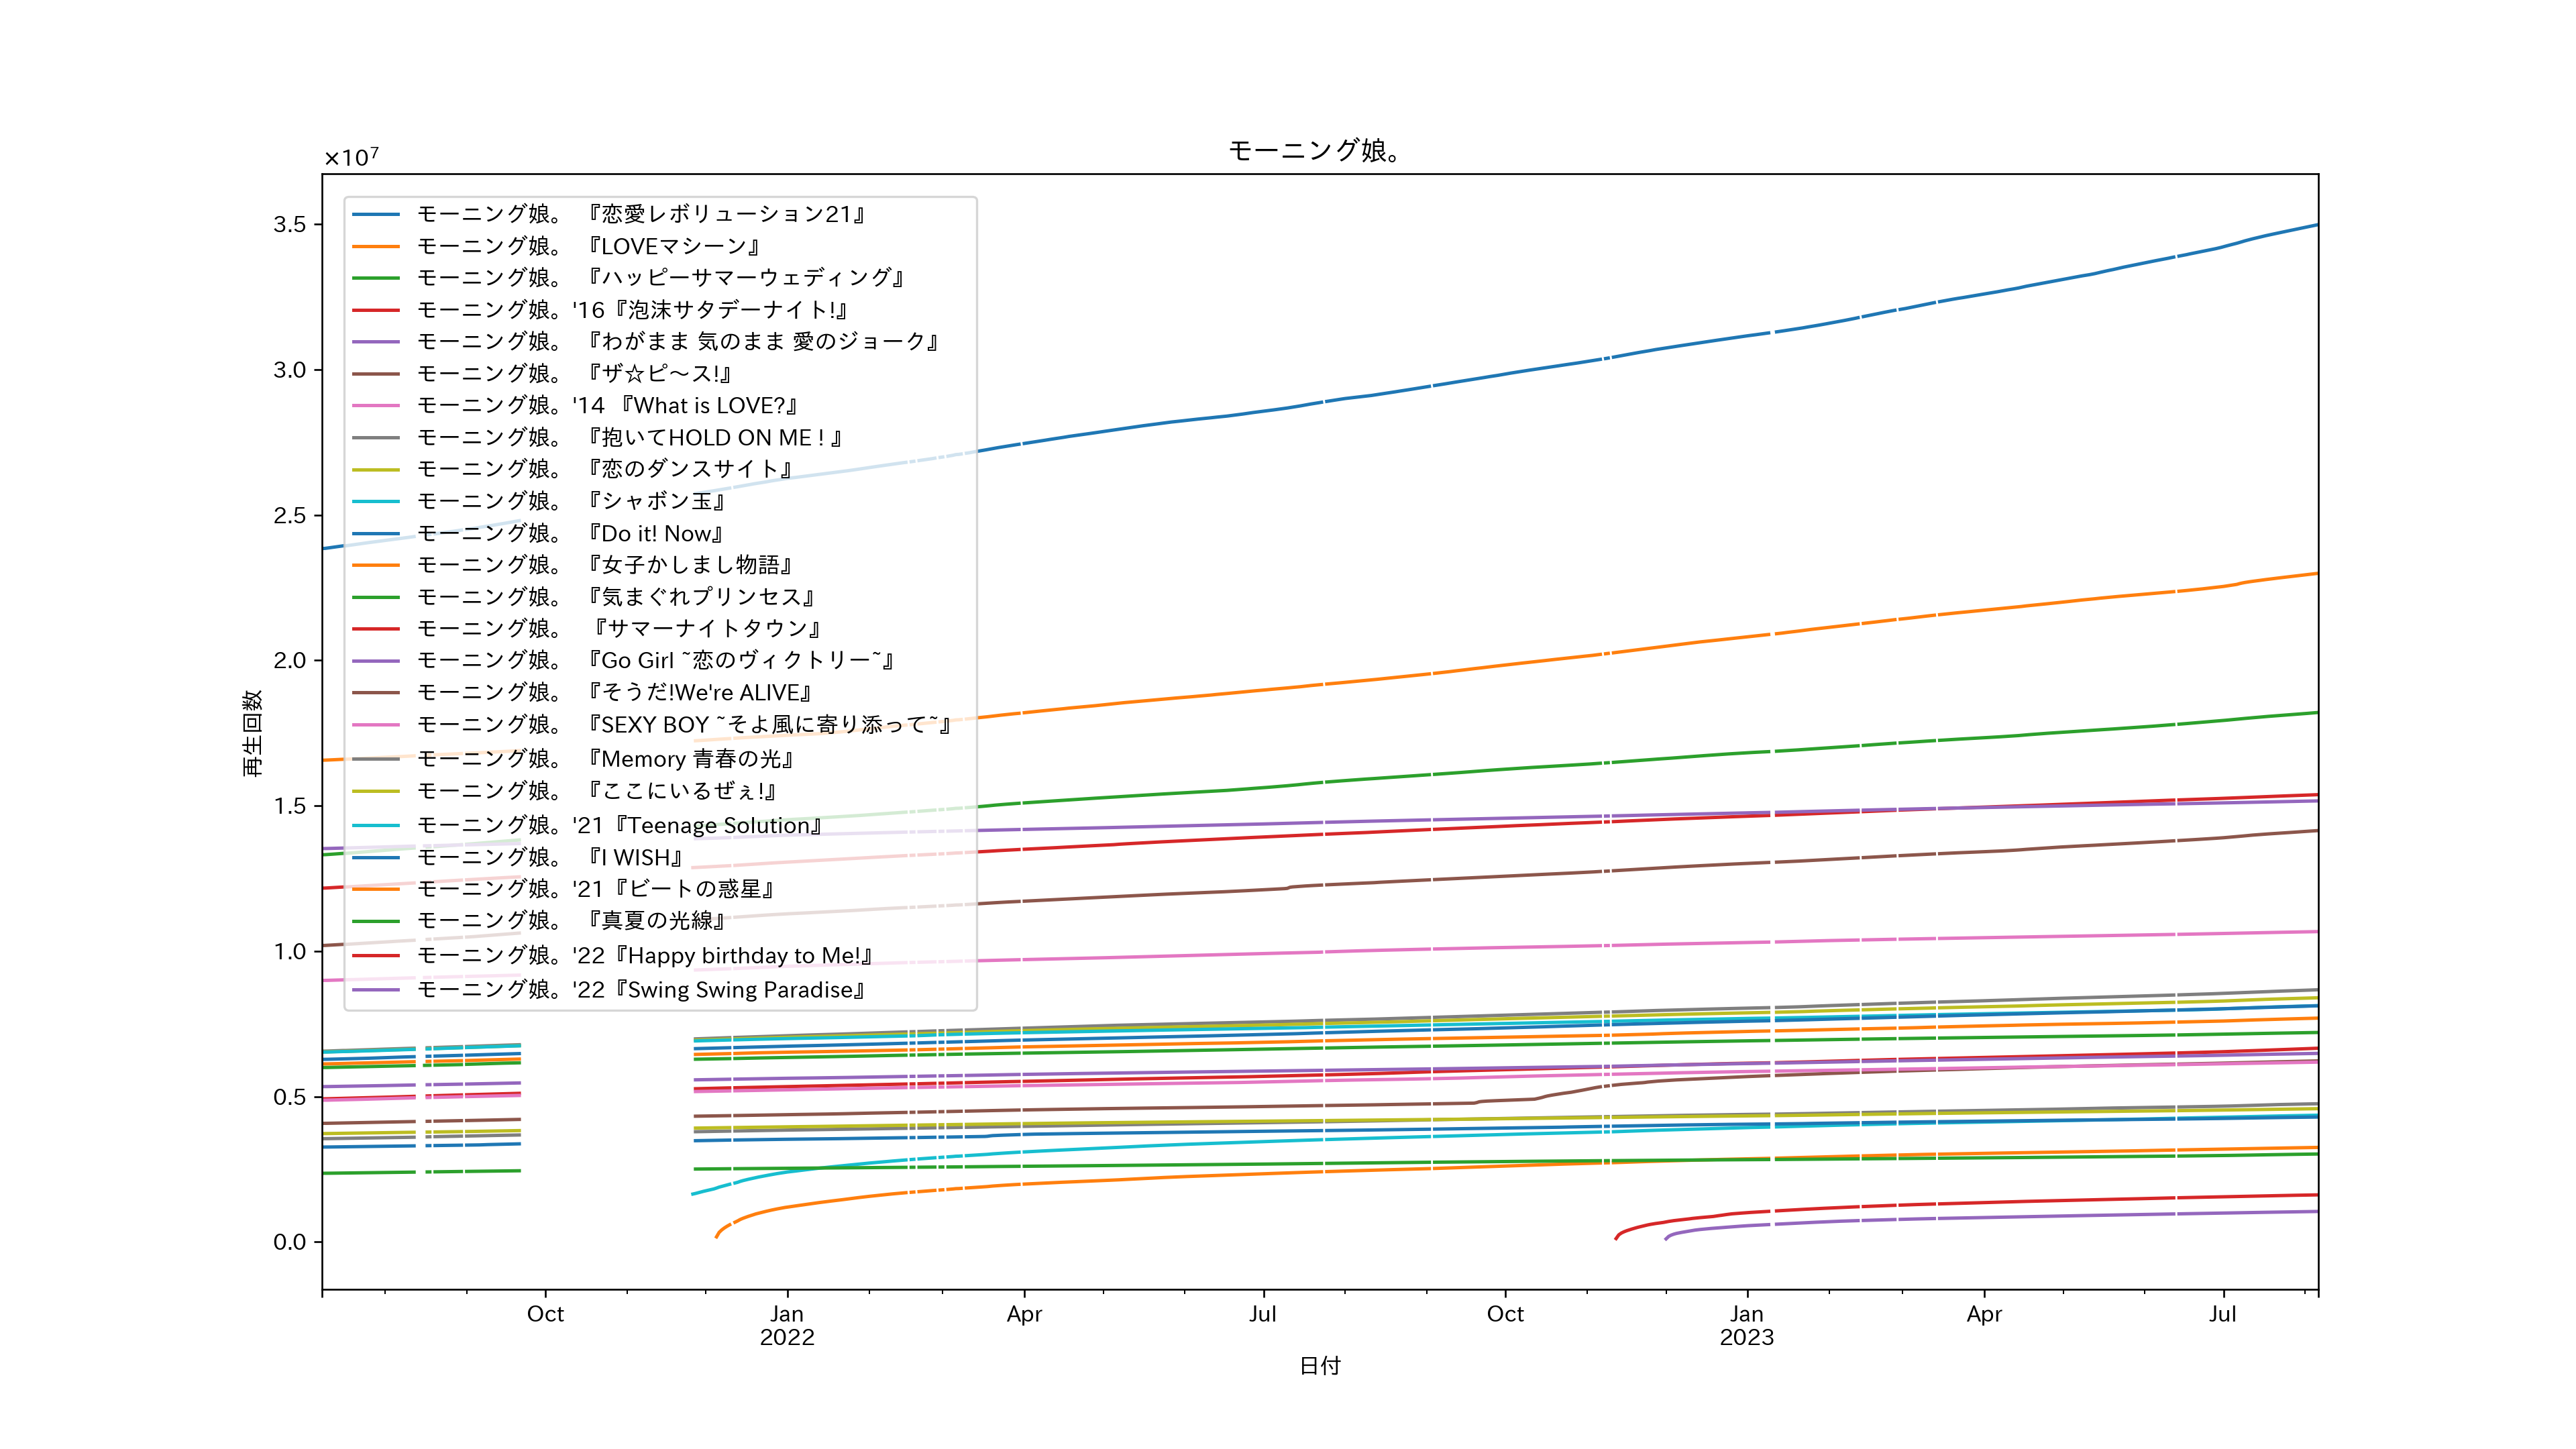 モーニング娘。
×10⁷
3.5
3.0
2.5
2.0
1.5
1.0
0.5
0.0
再生回数
モーニング娘。 『恋愛レボリューション21』
モーニング娘。 『LOVEマシーン』
モーニング娘。 『ハッピーサマーウェディング』
モーニング娘。'16『泡沫サタデーナイト!』
モーニング娘。 『わがまま 気のまま 愛のジョーク』
モーニング娘。 『ザ☆ピ〜ス!』
モーニング娘。'14 『What is LOVE?』
モーニング娘。 『抱いてHOLD ON ME ! 』
モーニング娘。 『恋のダンスサイト』
モーニング娘。 『シャボン玉』
モーニング娘。 『Do it! Now』
モーニング娘。 『女子かしまし物語』
モーニング娘。 『気まぐれプリンセス』
モーニング娘。 『サマーナイトタウン』
モーニング娘。 『Go Girl ~恋のヴィクトリー~』
モーニング娘。 『そうだ!We're ALIVE』
モーニング娘。 『SEXY BOY ~そよ風に寄り添って~』
モーニング娘。 『Memory 青春の光』
モーニング娘。 『ここにいるぜぇ!』
モーニング娘。'21『Teenage Solution』
モーニング娘。 『I WISH』
モーニング娘。'21『ビートの惑星』
モーニング娘。 『真夏の光線』
モーニング娘。'22『Happy birthday to Me!』
モーニング娘。'22『Swing Swing Paradise』
Oct Jan Apr Jul Oct Jan Apr Jul
2022 2023
日付